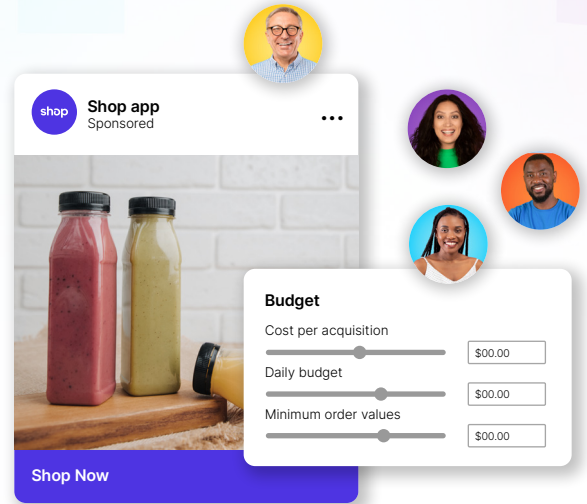 shop
Shop app
Sponsored
Budget
Cost per acquisition
$00.00
Daily budget
$00.00
Minimum order values
$00.00
Shop Now